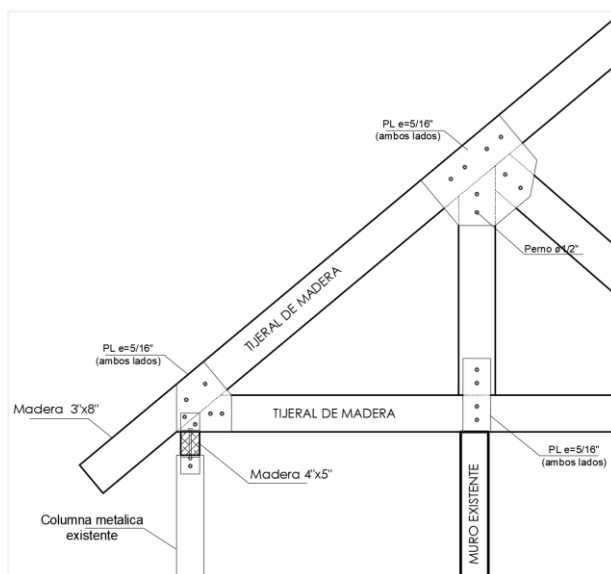 PL e=5/16"
(ambos lados)
Perno ø1/2"
TIJERAL DE MADERA
PL e=5/16"
(ambos lados)
Madera 3"x8"
TIJERAL DE MADERA
PL e=5/16"
(ambos lados)
Madera 4"x5"
Columna metalica
existente
MURO EXISTENTE